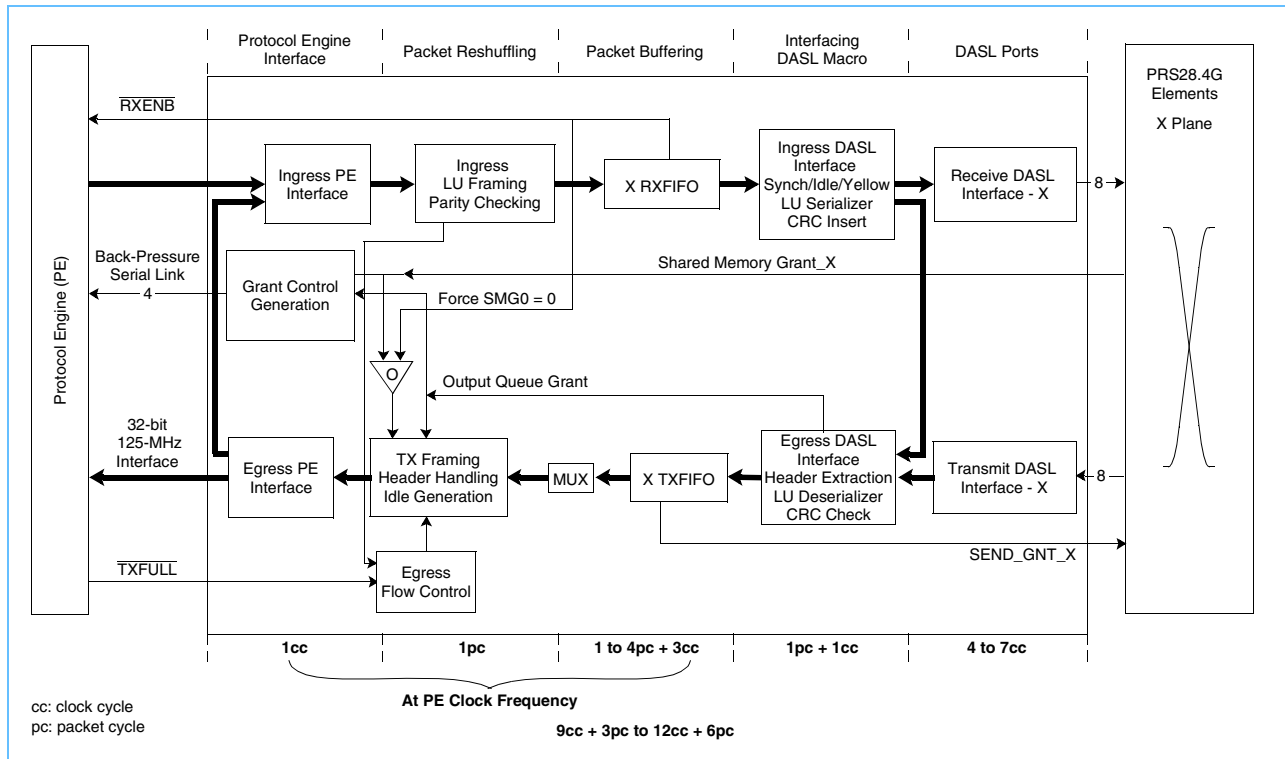 Protocol Engine
Interface
Packet Reshuffling
Packet Buffering
Interfacing
DASL Macro
DASL Ports
PRS28.4G
Elements
X Plane
Protocol Engine (PE)
RXENB
Ingress PE
Interface
Ingress
LU Framing
Parity Checking
X RXFIFO
Ingress DASL
Interface
Synch/Idle/Yellow
LU Serializer
CRC Insert
Receive DASL
Interface - X
8
Back-Pressure
Serial Link
4
Grant Control
Generation
Shared Memory Grant_X
Force SMG0 = 0
O
Output Queue Grant
32-bit
125-MHz
Interface
Egress PE
Interface
TX Framing
Header Handling
Idle Generation
MUX
X TXFIFO
Egress DASL
Interface
Header Extraction
LU Deserializer
CRC Check
Transmit DASL
Interface - X
8
SEND_GNT_X
TXFULL
Egress
Flow Control
1cc
1pc
1 to 4pc + 3cc
1pc + 1cc
4 to 7cc
At PE Clock Frequency
cc: clock cycle
pc: packet cycle
9cc + 3pc to 12cc + 6pc